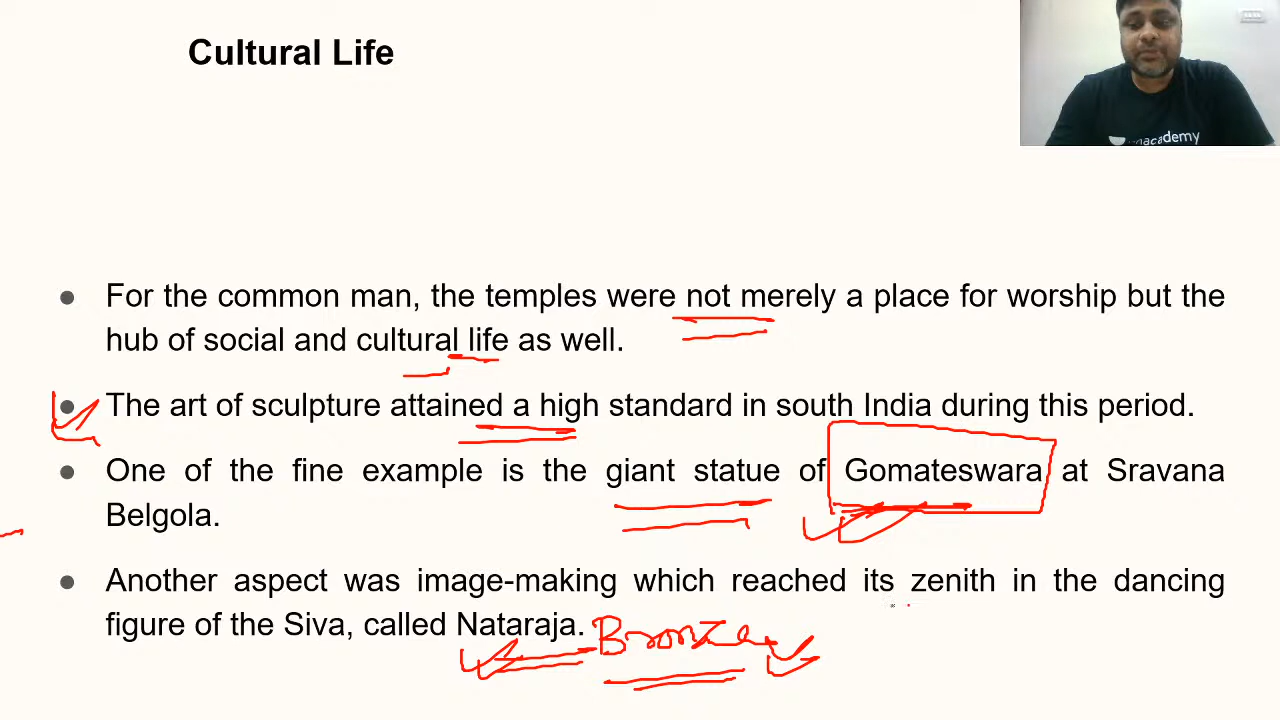 Cultural Life
unacademy
● For the common man, the temples were not merely a place for worship but the
hub of social and cultural life as well.
● The art of sculpture attained a high standard in south India during this period.
● One of the fine example is the giant statue of Gomateswara at Sravana
Belgola.
● Another aspect was image-making which reached its zenith in the dancing
figure of the Siva, called Nataraja. Bronze